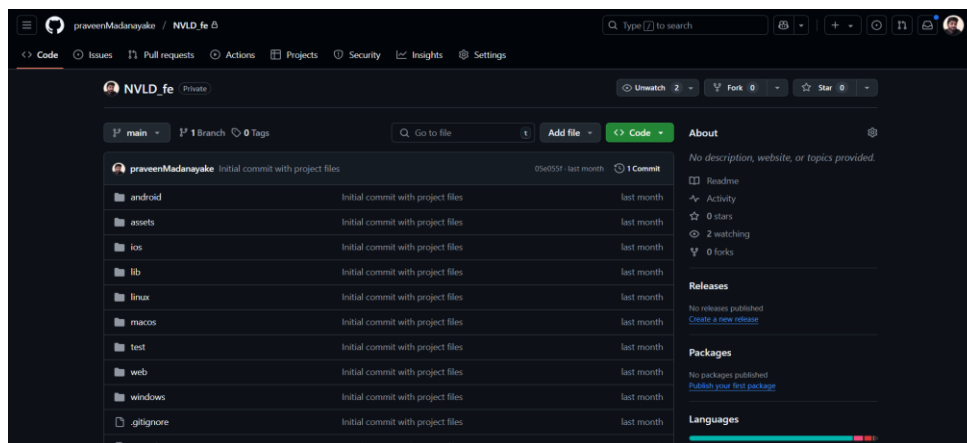 praveenMadanayake / NVLD_fe
Type / to search
Code Issues Pull requests Actions Projects Security Insights Settings
NVLD_fe Private
Unwatch 2 Fork 0 Star 0
main 1 Branch 0 Tags Go to file t Add file Code
praveenMadanayake Initial commit with project files 05e055f · last month 1 Commit
android Initial commit with project files last month
assets Initial commit with project files last month
ios Initial commit with project files last month
lib Initial commit with project files last month
linux Initial commit with project files last month
macos Initial commit with project files last month
test Initial commit with project files last month
web Initial commit with project files last month
windows Initial commit with project files last month
.gitignore Initial commit with project files last month
About
No description, website, or topics provided.
Readme
Activity
0 stars
2 watching
0 forks
Releases
No releases published
Create a new release
Packages
No packages published
Publish your first package
Languages